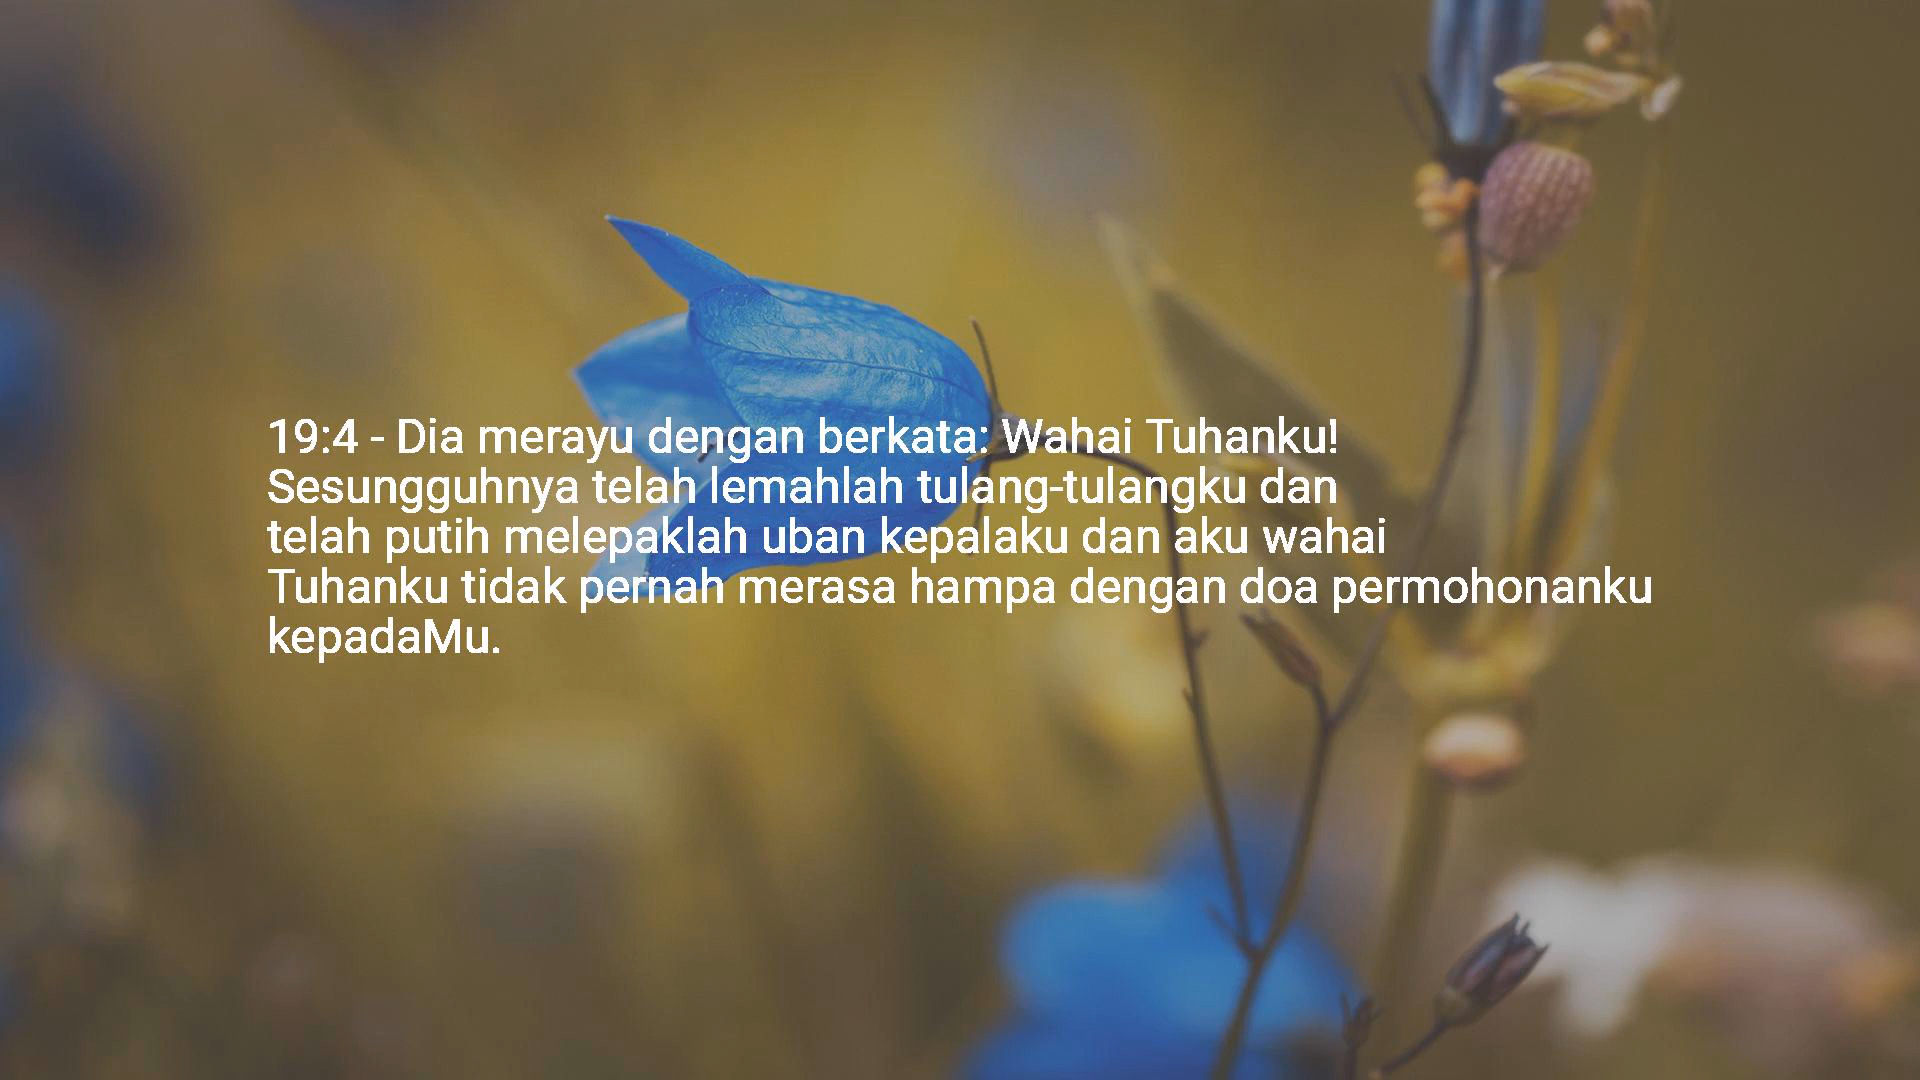 19:4 - Dia merayu dengan berkata: Wahai Tuhanku!
Sesungguhnya telah lemahlah tulang-tulangku dan
telah putih melepaklah uban kepalaku dan aku wahai
Tuhanku tidak pernah merasa hampa dengan doa permohonanku
kepadaMu.